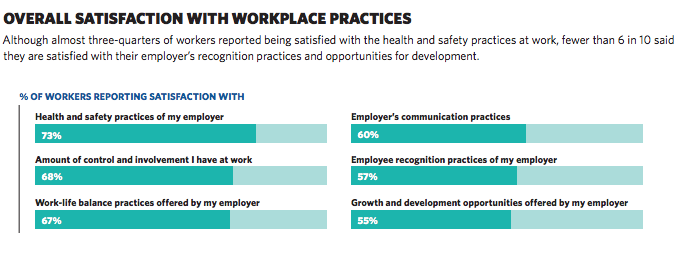 OVERALL SATISFACTION WITH WORKPLACE PRACTICES
Although almost three-quarters of workers reported being satisfied with the health and safety practices at work, fewer than 6 in 10 said
they are satisfied with their employer's recognition practices and opportunities for development.
% OF WORKERS REPORTING SATISFACTION WITH
Health and safety practices of my employer
73%
Amount of control and involvement I have at work
68%
Work-life balance practices offered by my employer
67%
Employer's communication practices
60%
Employee recognition practices of my employer
57%
Growth and development opportunities offered by my employer
55%